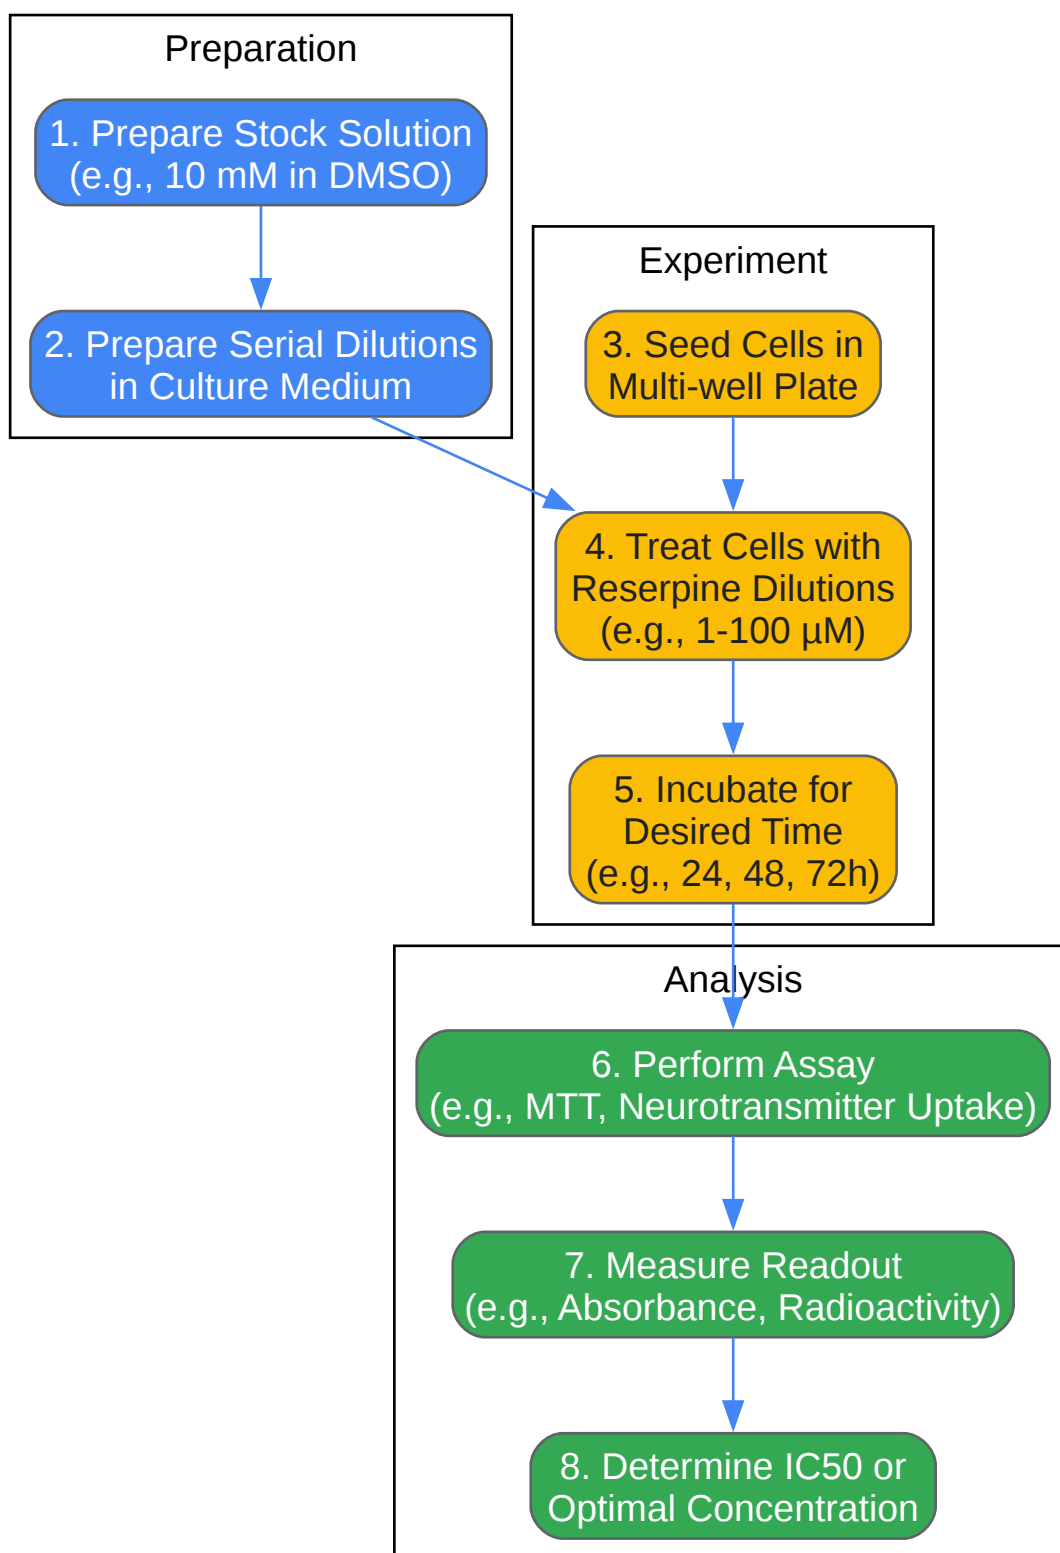 Preparation
1. Prepare Stock Solution
(e.g., 10 mM in DMSO)
2. Prepare Serial Dilutions
in Culture Medium
Experiment
3. Seed Cells in
Multi-well Plate
4. Treat Cells with
Reserpine Dilutions
(e.g., 1-100 µM)
5. Incubate for
Desired Time
(e.g., 24, 48, 72h)
Analysis
6. Perform Assay
(e.g., MTT, Neurotransmitter Uptake)
7. Measure Readout
(e.g., Absorbance, Radioactivity)
8. Determine IC50 or
Optimal Concentration